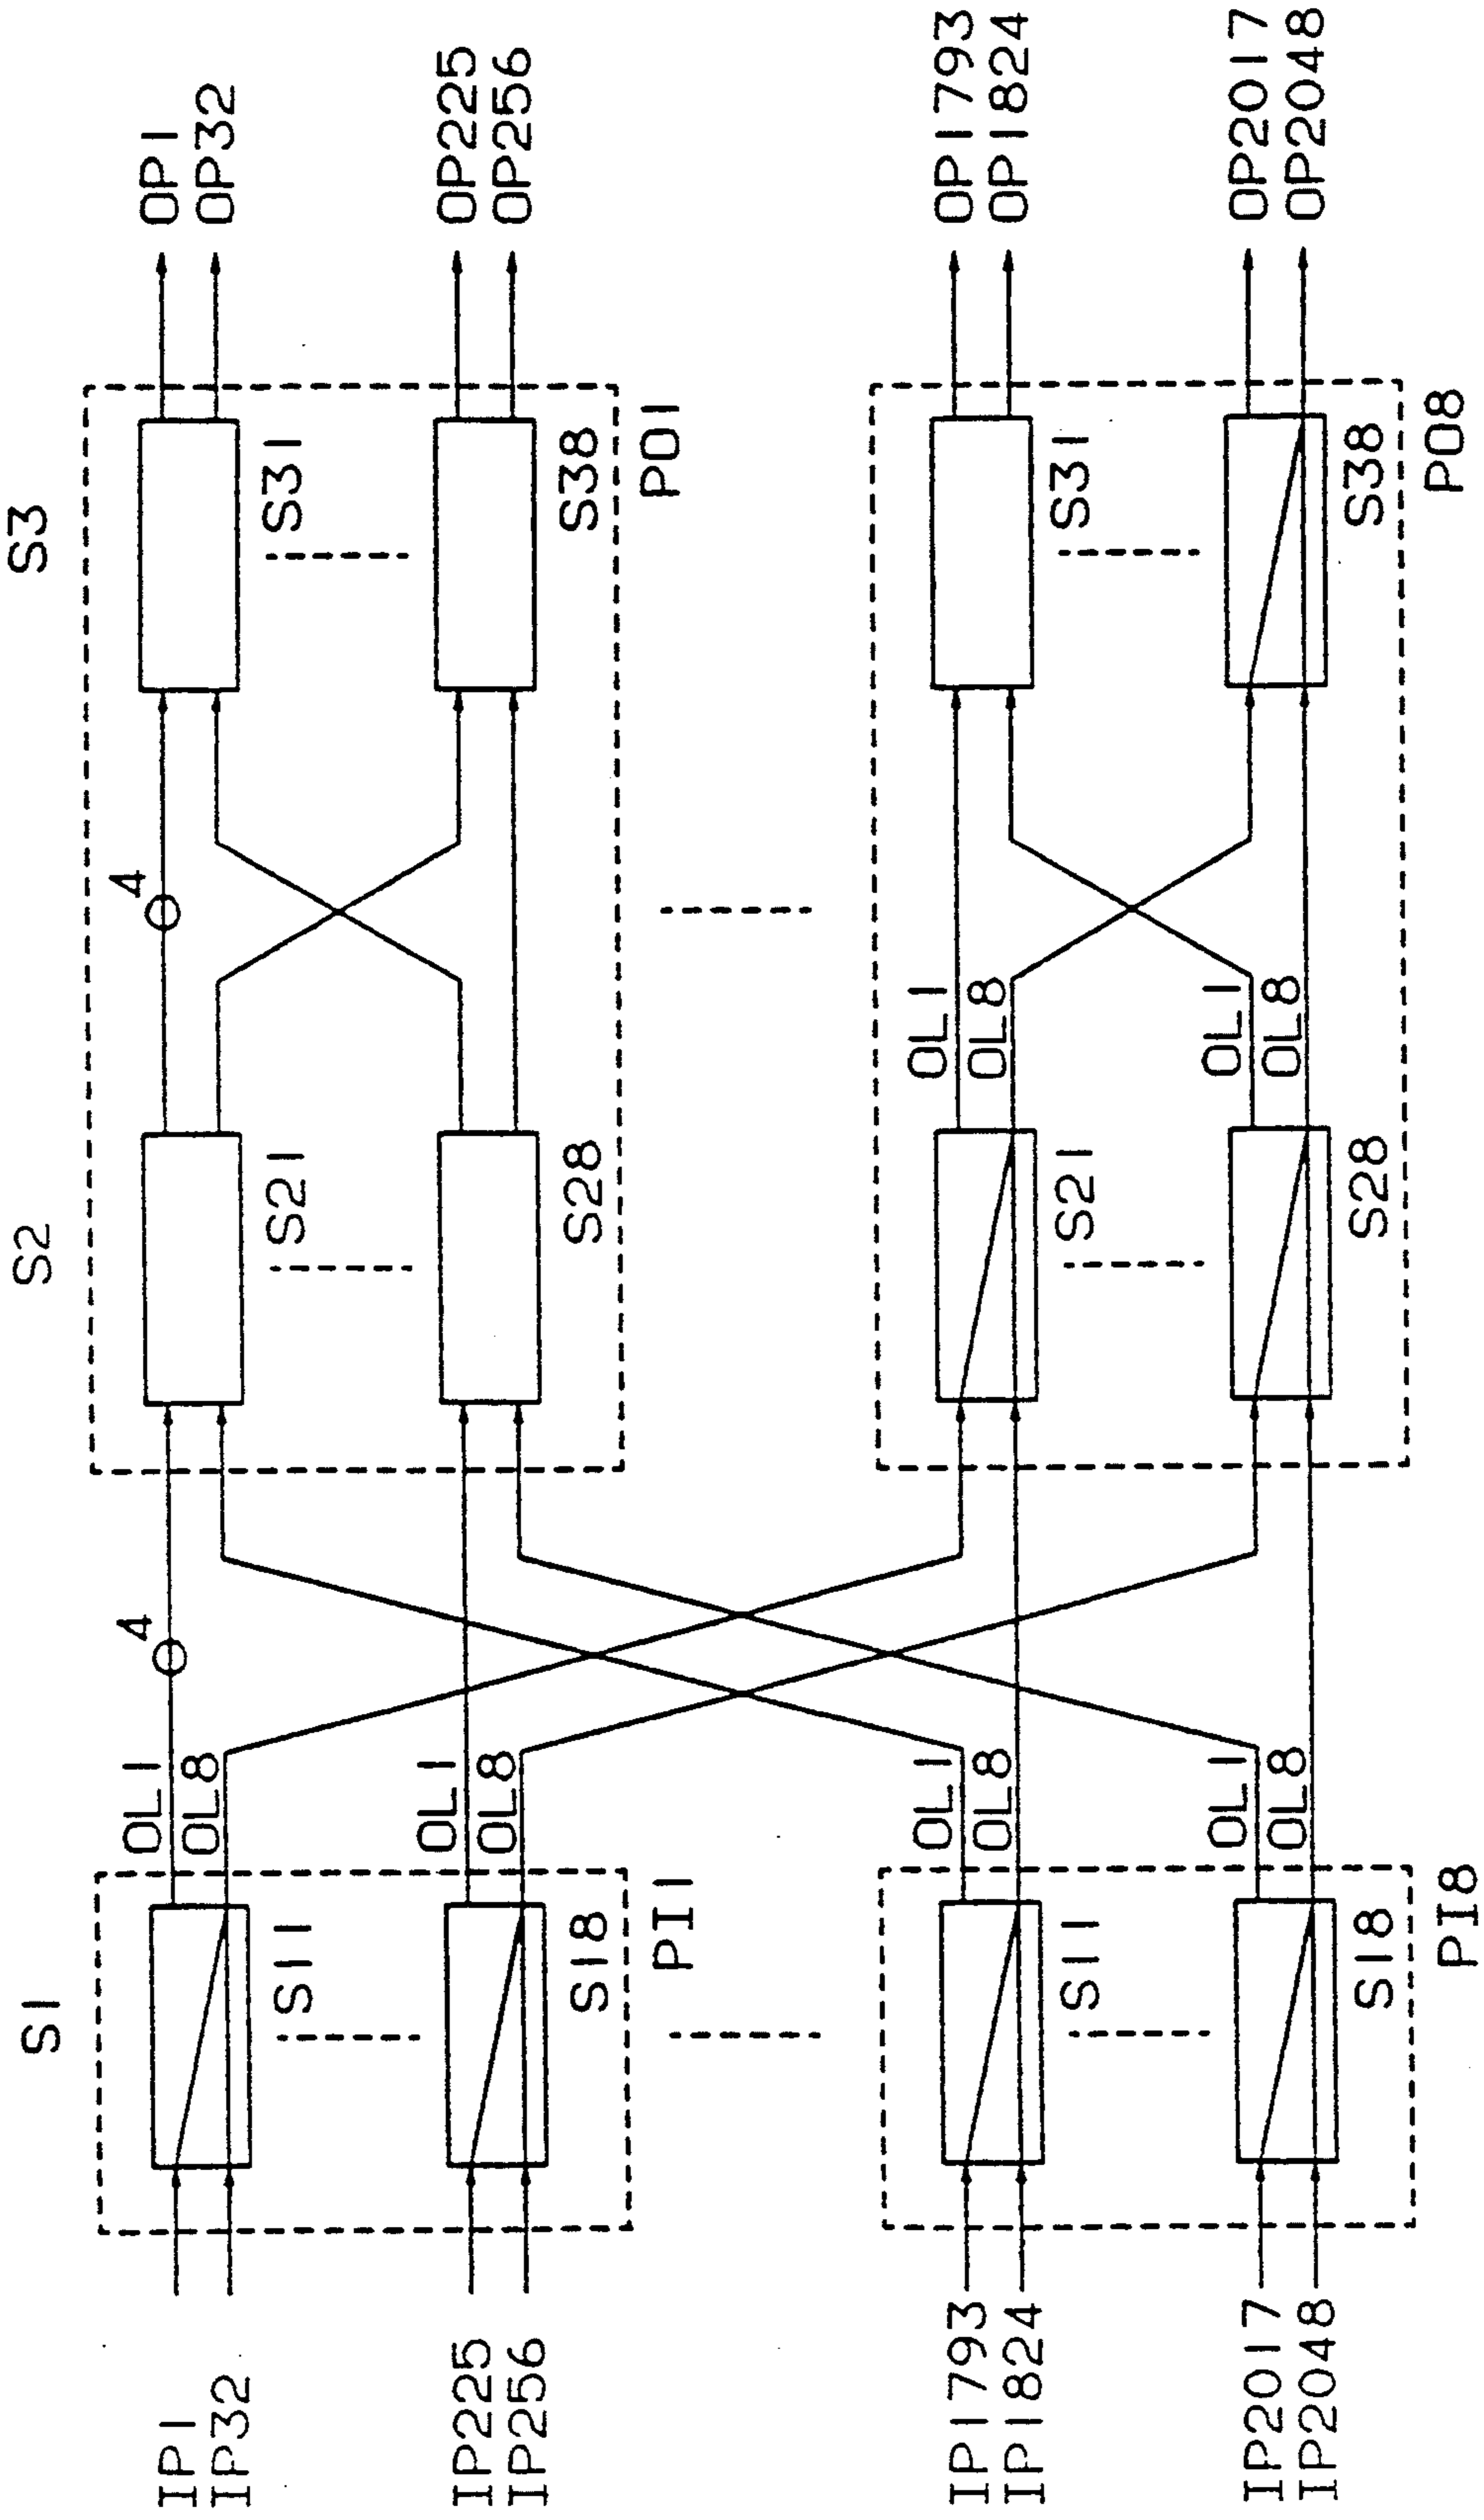 S1 S2 S3
IP1 OL1 4 4 OP1
IP32 OL8 OP32
S11 S21 S31
IP225 OL1 OP225
IP256 OL8 OP256
S18 S28 S38
PI1 PO1
IP1793 OL1 OL1 OP1793
IP1824 OL8 OL8 OP1824
S11 S21 S31
IP2017 OL1 OL1 OP2017
IP2048 OL8 OL8 OP2048
S18 S28 S38
PI8 PO8